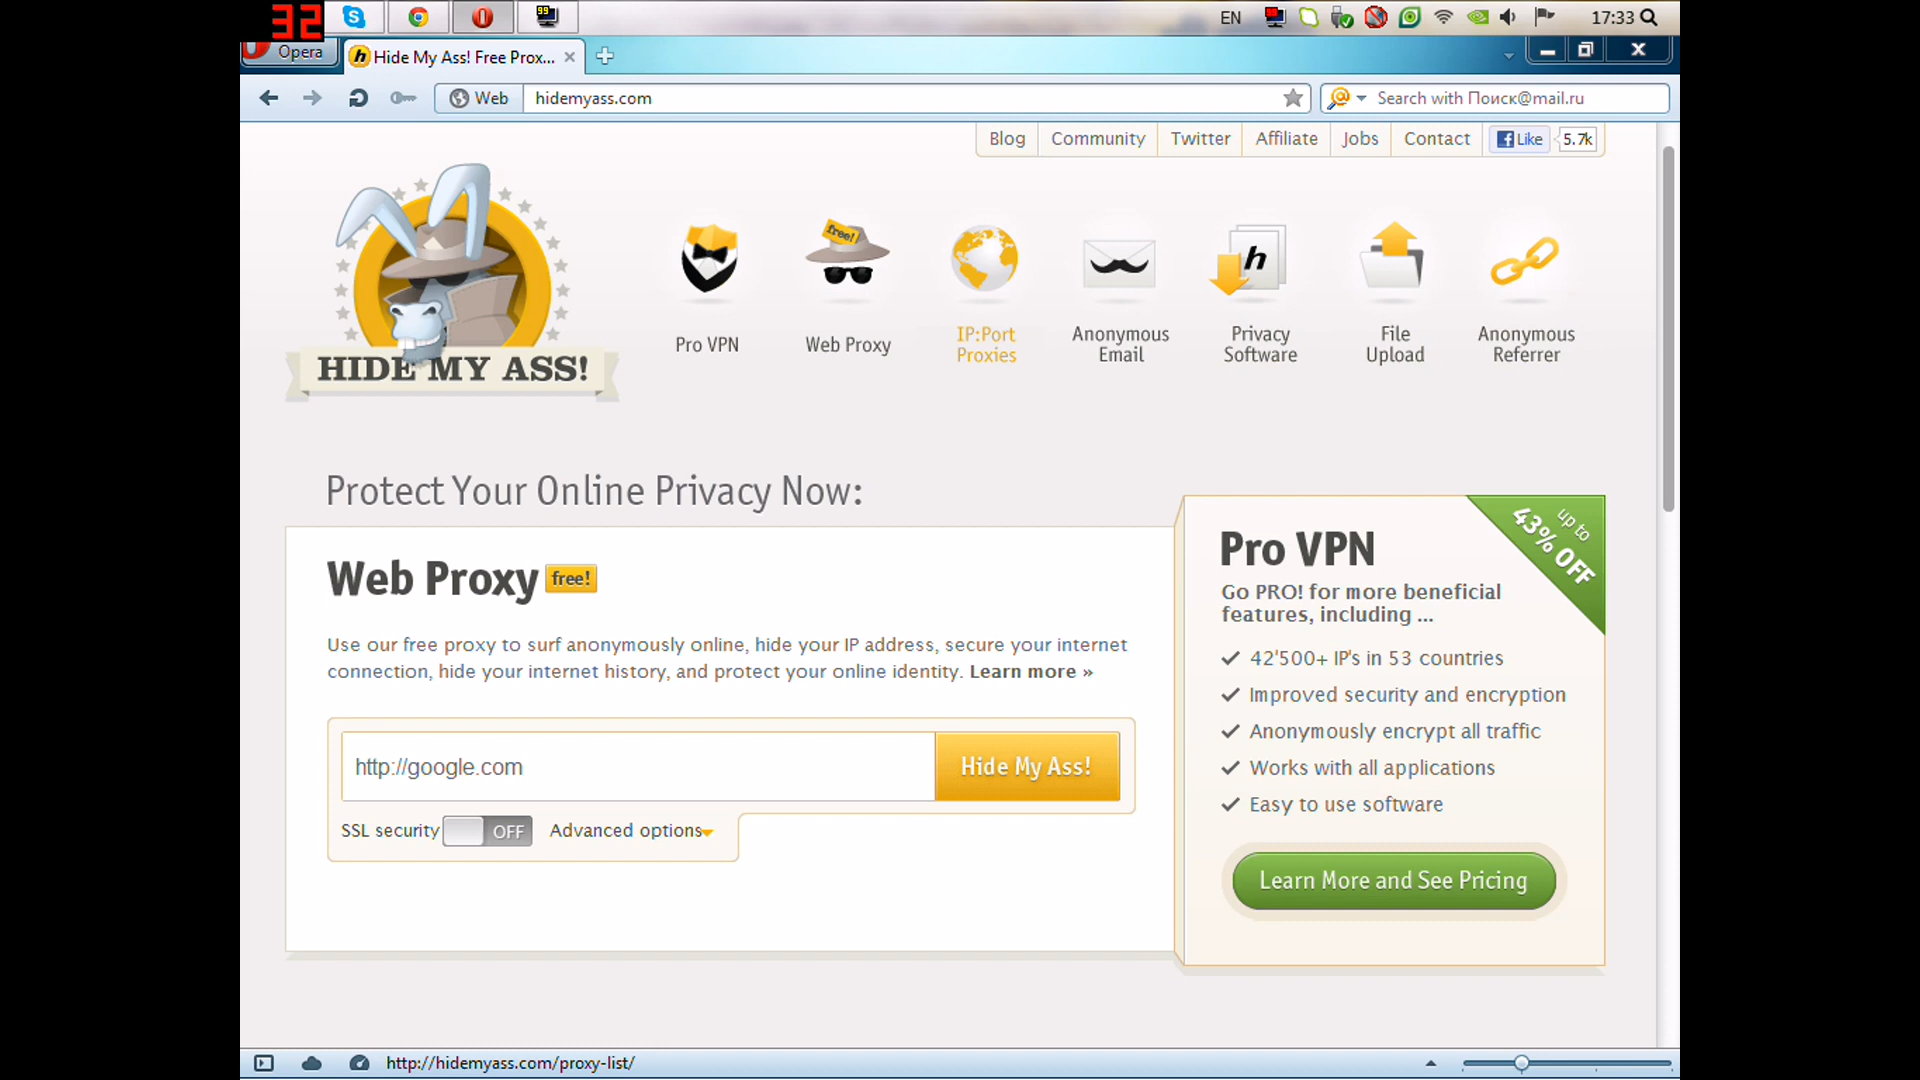 32
99
EN
17:33
Opera
Hide My Ass! Free Prox...
Web
hidemyass.com
Search with Поиск@mail.ru
Blog
Community
Twitter
Affiliate
Jobs
Contact
Like
5.7k
HIDE MY ASS!
Pro VPN
free!
Web Proxy
IP:Port
Proxies
Anonymous
Email
h
Privacy
Software
File
Upload
Anonymous
Referrer
Protect Your Online Privacy Now:
Web Proxy free!
Use our free proxy to surf anonymously online, hide your IP address, secure your internet
connection, hide your internet history, and protect your online identity. Learn more »
http://google.com
Hide My Ass!
SSL security
OFF
Advanced options
up to
43% OFF
Pro VPN
Go PRO! for more beneficial
features, including ...
42'500+ IP's in 53 countries
Improved security and encryption
Anonymously encrypt all traffic
Works with all applications
Easy to use software
Learn More and See Pricing
http://hidemyass.com/proxy-list/